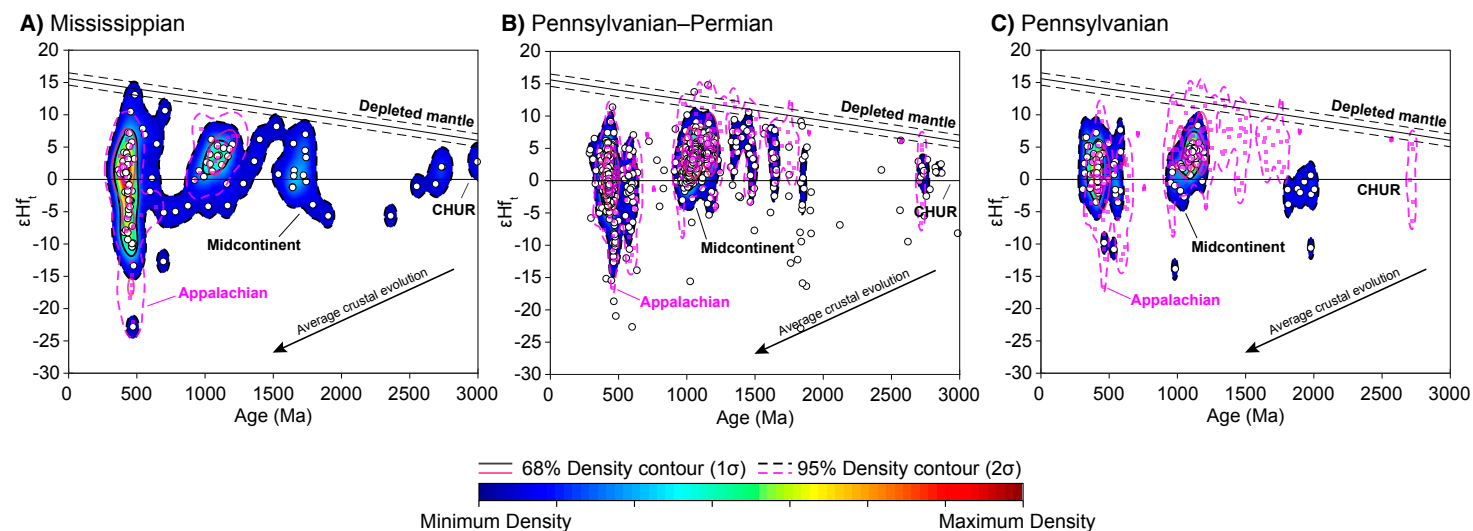 A) Mississippian
20
15
10
5
0
-5
-10
-15
-20
-25
-30
εHft
0
500
1000
1500
2000
2500
3000
Age (Ma)
Depleted mantle
CHUR
Midcontinent
Appalachian
Average crustal evolution
B) Pennsylvanian–Permian
20
15
10
5
0
-5
-10
-15
-20
-25
-30
εHft
0
500
1000
1500
2000
2500
3000
Age (Ma)
Depleted mantle
CHUR
Midcontinent
Appalachian
Average crustal evolution
C) Pennsylvanian
20
15
10
5
0
-5
-10
-15
-20
-25
-30
εHft
0
500
1000
1500
2000
2500
3000
Age (Ma)
Depleted mantle
CHUR
Midcontinent
Appalachian
Average crustal evolution
68% Density contour (1σ)
95% Density contour (2σ)
Minimum Density
Maximum Density